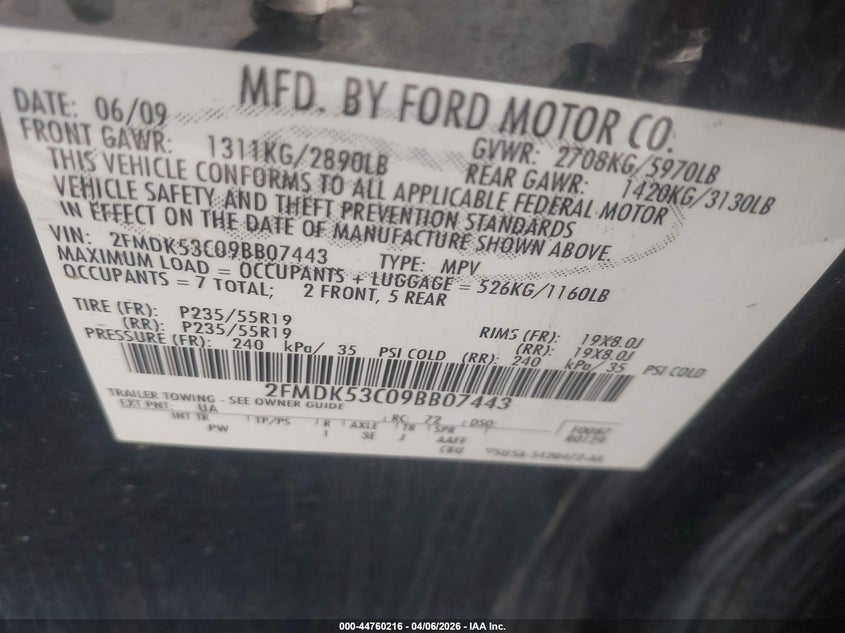 MFD. BY FORD MOTOR CO.
DATE: 06/09 GVWR: 2708KG/5970LB
FRONT GAWR: 1311KG/2890LB REAR GAWR: 1420KG/3130LB
THIS VEHICLE CONFORMS TO ALL APPLICABLE FEDERAL MOTOR
VEHICLE SAFETY AND THEFT PREVENTION STANDARDS
IN EFFECT ON THE DATE OF MANUFACTURE SHOWN ABOVE.
VIN: 2FMDK53C09BB07443 TYPE: MPV
MAXIMUM LOAD = OCCUPANTS + LUGGAGE = 526KG/1160LB
OCCUPANTS = 7 TOTAL; 2 FRONT, 5 REAR
TIRE (FR): P235/55R19 RIMS (FR): 19X8.0J
(RR): P235/55R19 (RR): 19X8.0J
PRESSURE (FR): 240 kPa/ 35 PSI COLD (RR): 240 kPa/35 PSI COLD
2FMDK53C09BB07443
TRAILER TOWING - SEE OWNER GUIDE
EXT PNT: UA RC: 72 DSO:
INT TR TP/PS R AXLE TR SPR
PW 1 3E J AAFF
CBU
000-44760216 - 04/06/2026 - IAA Inc.